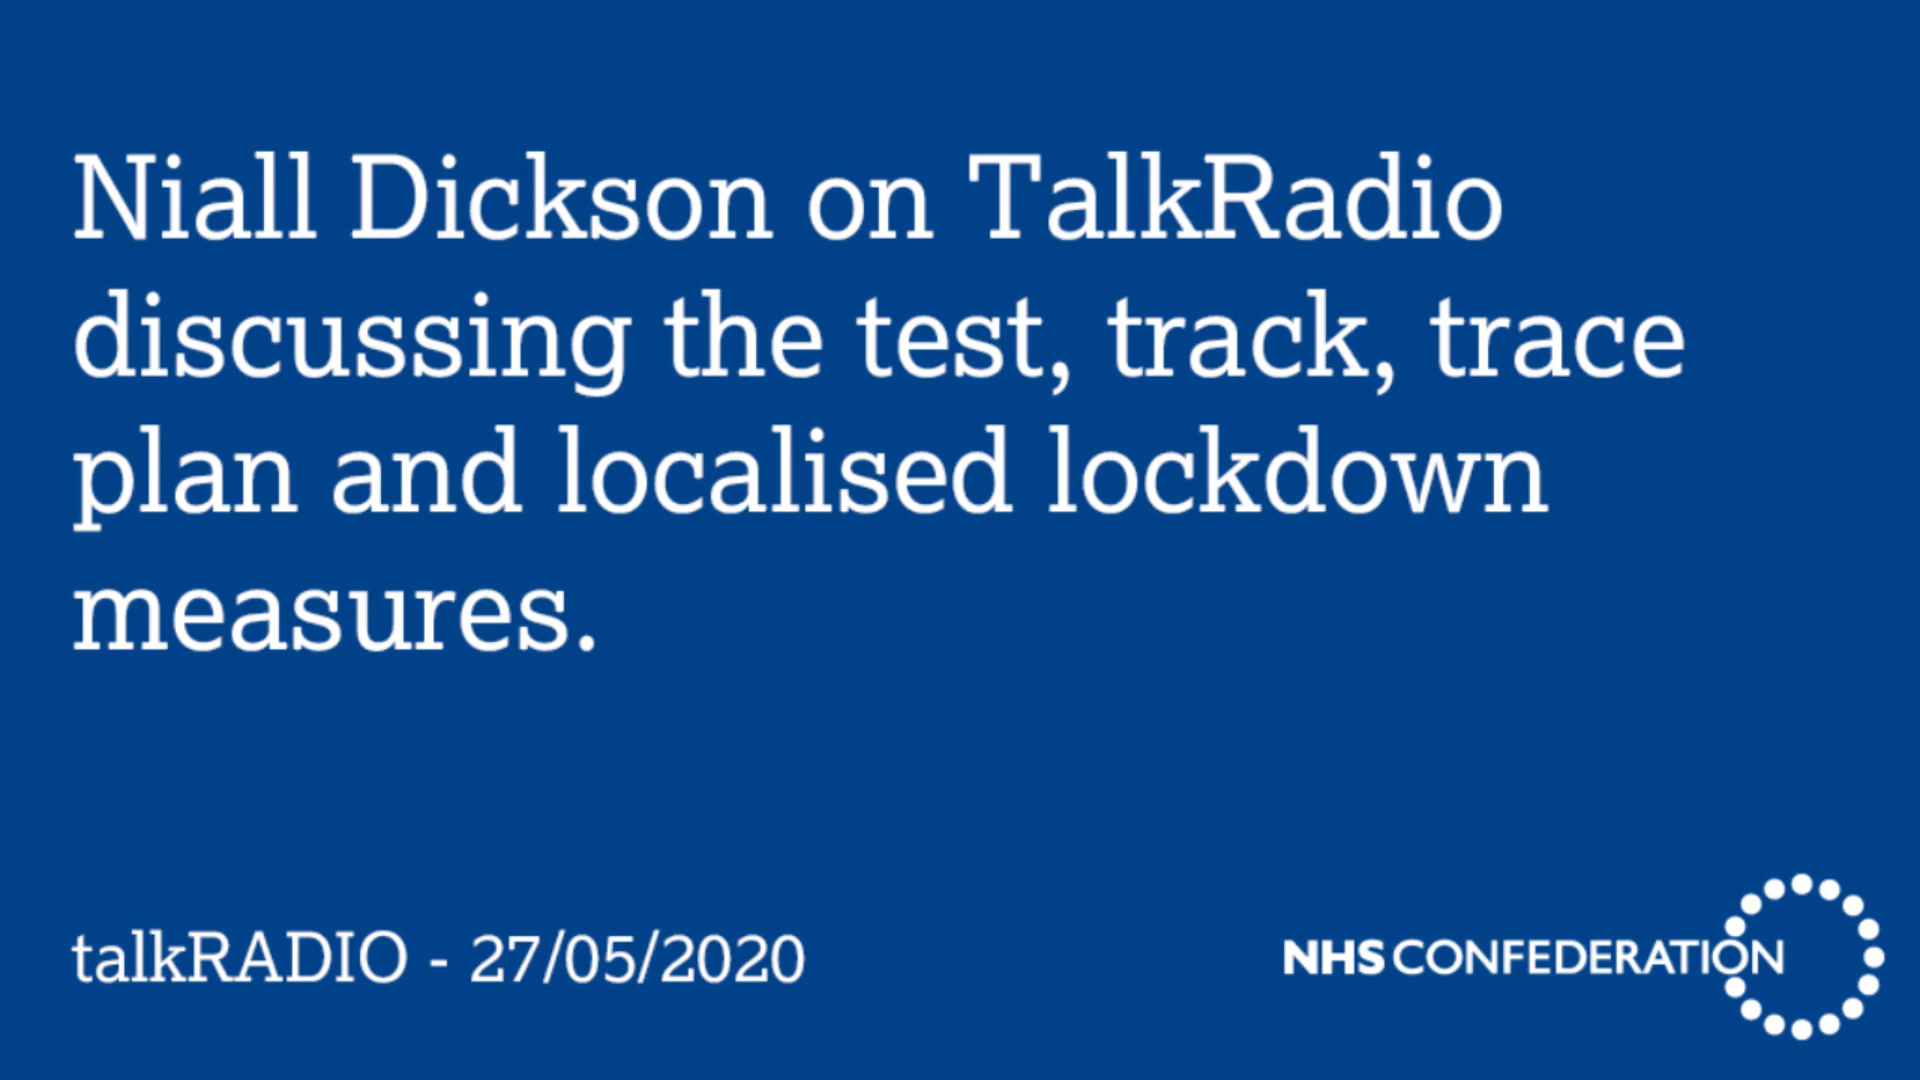 Niall Dickson on TalkRadio
discussing the test, track, trace
plan and localised lockdown
measures.
talkRADIO - 27/05/2020
NHS CONFEDERATION